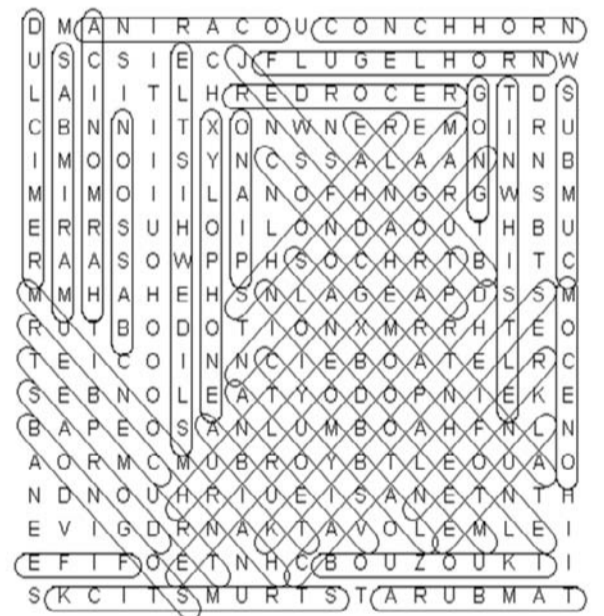 D M A N I R A C O U C O N C H H O R N
U S C S I E C J F L U G E L H O R N W
L A I I T L H R E D R O C E R G T D S
C B N N I T X O N W N E R E M O I R U
I M O O I S Y N C S S A L A A N N N B
M I M O I I L A N O F H N G R G W S M
E R R S U H O I L O N D A O U T H B U
R A A S O W P P H S O C H R T B I T C
M M H A H E H S N L A G E A P D S S M
R U T B O D O T I O N X M R R H T E O
T E I C O I N N C I E B O A T E L R C
S E B N O L E A T Y O D O P N I E K E
B A P E O S A N L U M B O A H F N L N
A O R M C M U B R O Y B T L E O U A O
N D N O U H R I U E I S A N E T N T H
E V I G D R N A K T A V O L E M L E I
E F I F O E T N H C B O U Z O U K I I
S K C I T S M U R T S T A R U B M A T